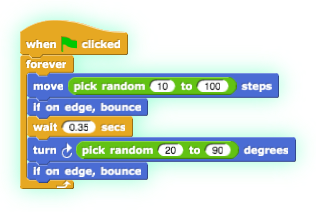 when clicked
forever
move pick random 10 to 100 steps
if on edge, bounce
wait 0.35 secs
turn pick random 20 to 90 degrees
if on edge, bounce